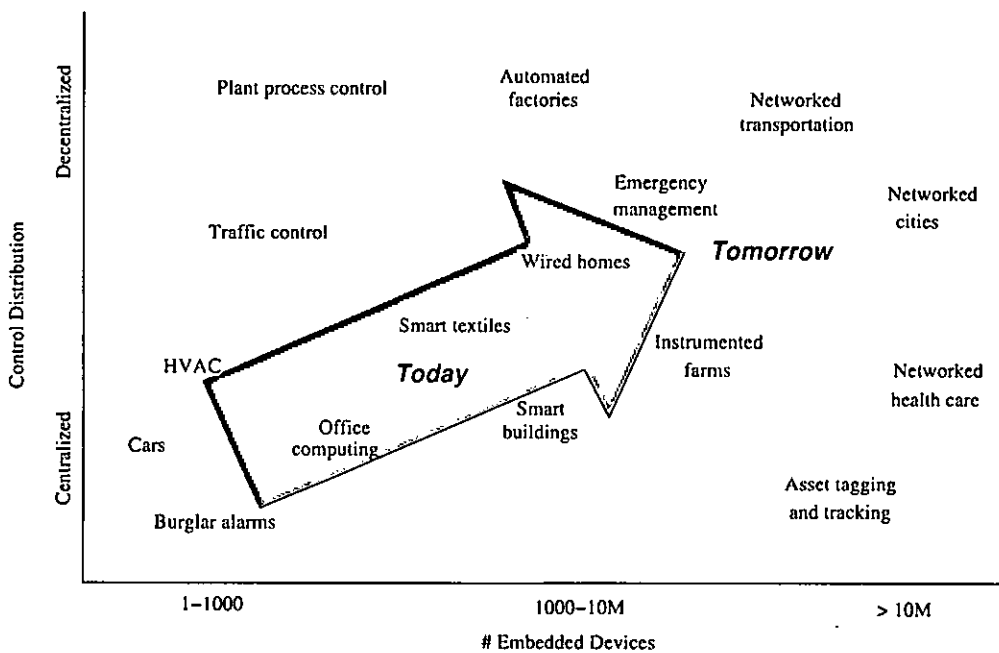 Control Distribution
Decentralized
Centralized
Plant process control
Automated
factories
Networked
transportation
Emergency
management
Networked
cities
Traffic control
Wired homes
Tomorrow
Smart textiles
Instrumented
farms
HVAC
Today
Networked
health care
Smart
buildings
Office
computing
Cars
Asset tagging
and tracking
Burglar alarms
1–1000
1000–10M
> 10M
# Embedded Devices